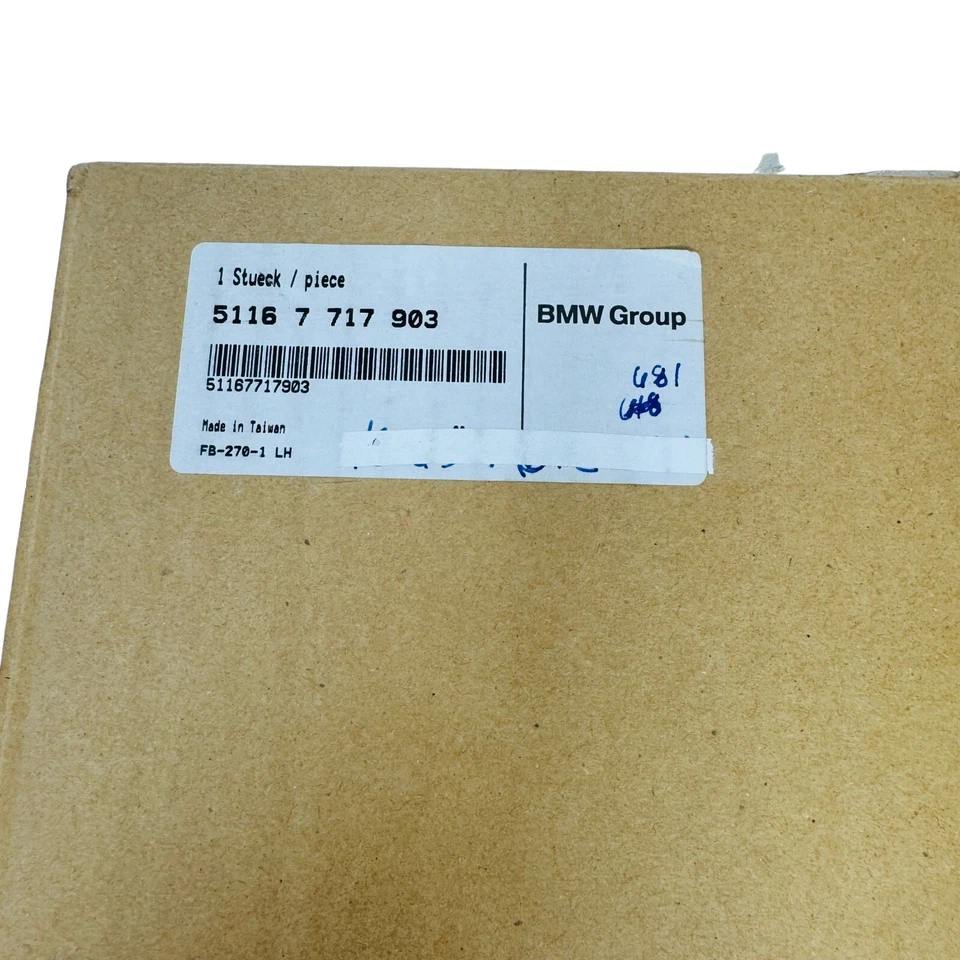 1 Stueck / piece
5116 7 717 903
BMW Group
51167717903
681
Made in Taiwan
FB-270-1 LH